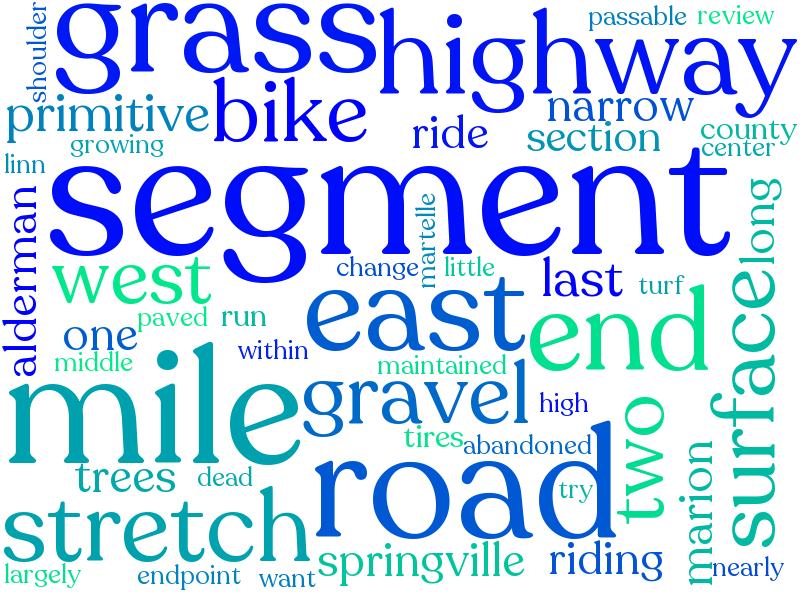 shoulder
grass
highway
passable
review
primitive
bike
ride
narrow
section
county
center
growing
linn
segment
alderman
west
martelle
change
little
last
turf
long
east
end
one
paved
run
within
middle
maintained
mile
gravel
high
surface
two
tires
abandoned
road
trees
dead
try
marion
stretch
springville
riding
nearly
largely
endpoint
want